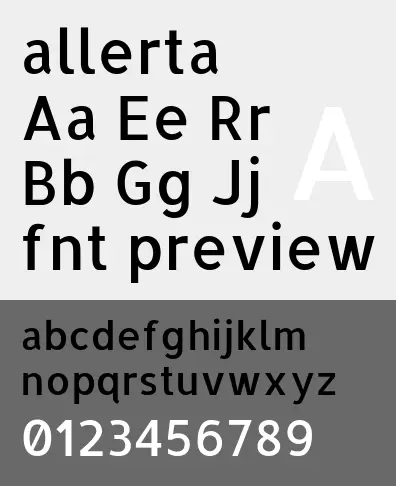 allerta
Aa Ee Rr
A
Bb Gg Jj
fnt preview
abcdefghijklm
nopqrstuvwxyz
0123456789